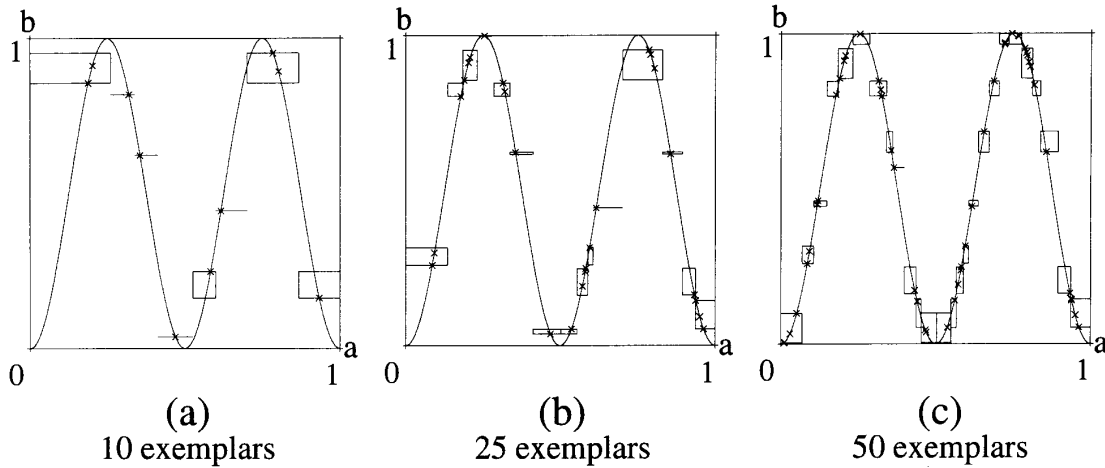 b b b
1 1 1
a a a
0 1 0 1 0 1
(a) (b) (c)
10 exemplars 25 exemplars 50 exemplars